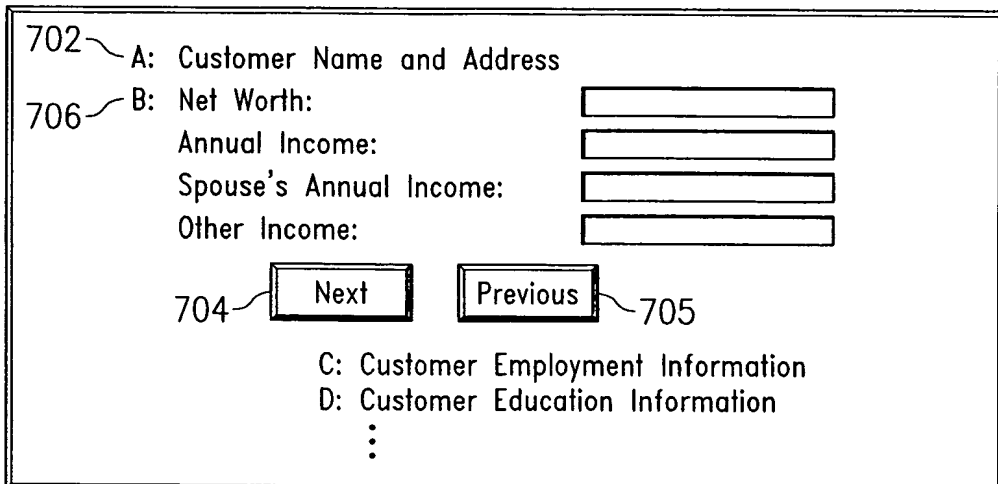 702 A: Customer Name and Address
706 B: Net Worth:
Annual Income:
Spouse's Annual Income:
Other Income:
704 Next Previous 705
C: Customer Employment Information
D: Customer Education Information